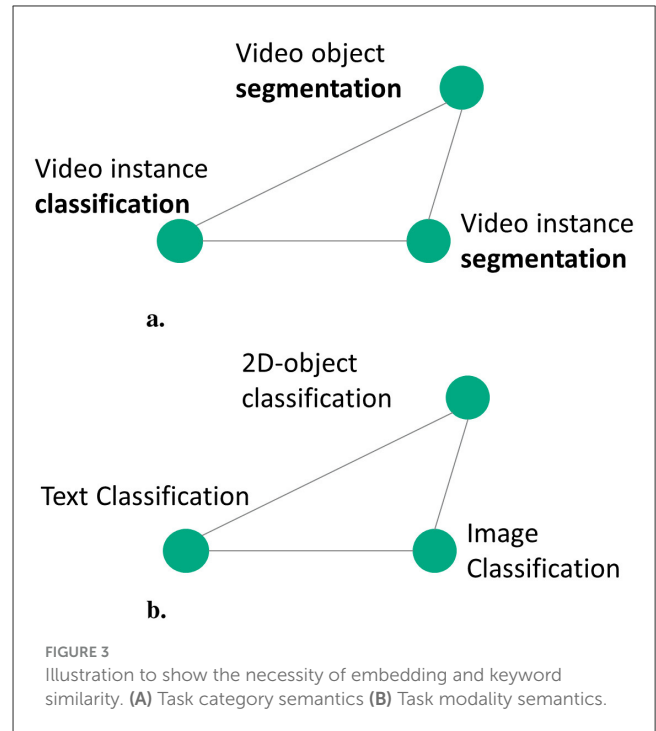 Video object
segmentation
Video instance
classification
Video instance
segmentation
a.
2D-object
classification
Text Classification
Image
Classification
b.
FIGURE 3
Illustration to show the necessity of embedding and keyword
similarity. (A) Task category semantics (B) Task modality semantics.